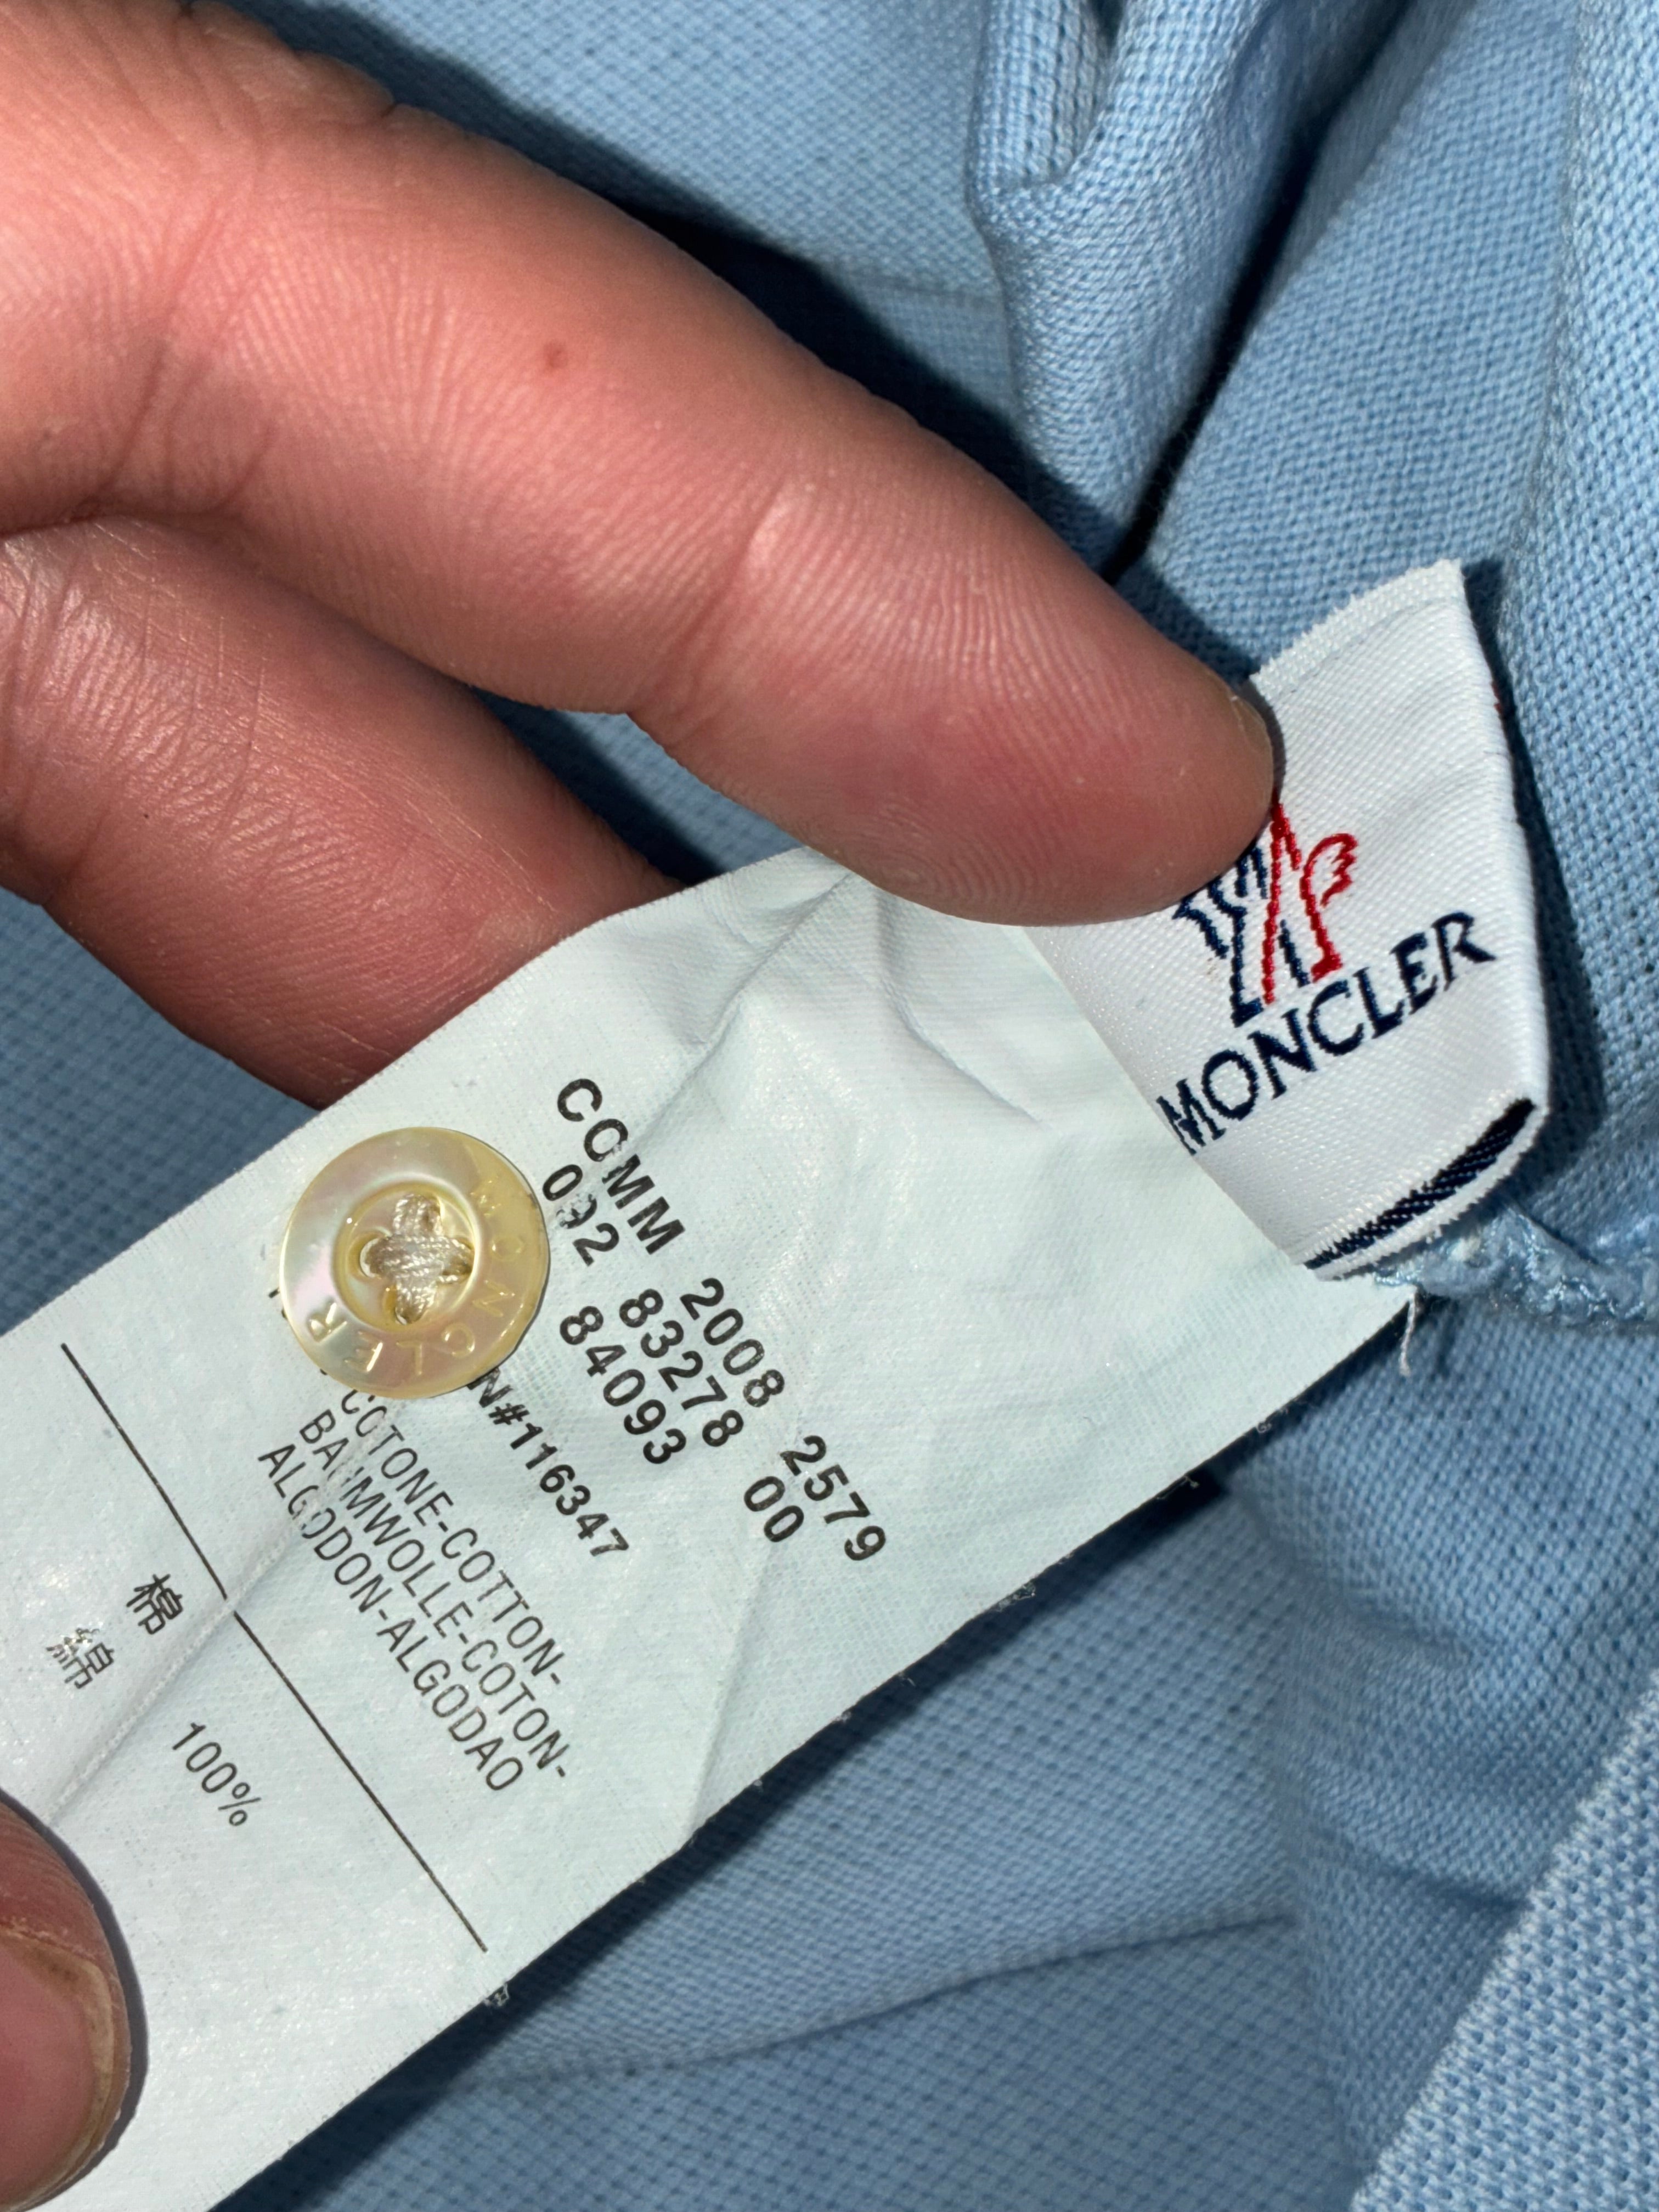 MONCLER
COMM 2008 2579
092 83278
84093 00
N#116347
COTONE-COTTON-
BAUMWOLLE-COTON-
ALGODON-ALGODAO
棉
綿
100%
MONCLER